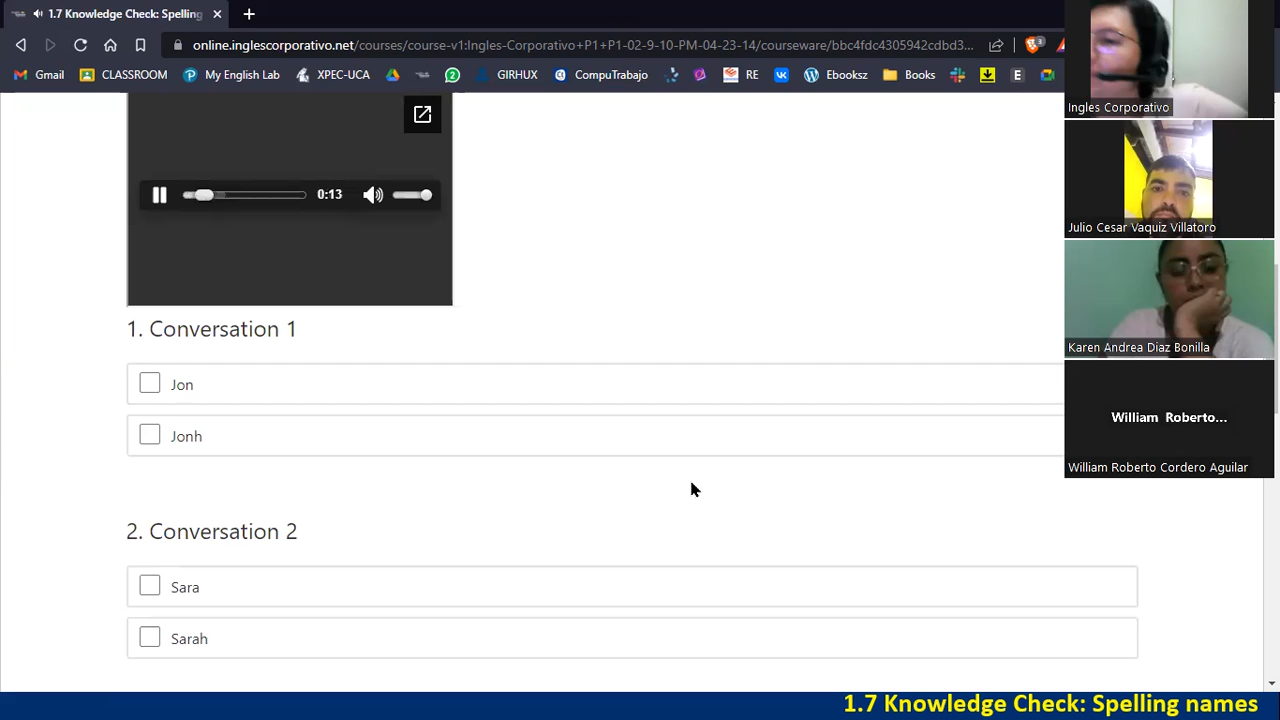 1.7 Knowledge Check: Spelling
online.inglescorporativo.net/courses/course-v1:Ingles-Corporativo+P1+P1-02-9-10-PM-04-23-14/courseware/bbc4fdc4305942cdbd3...
3
Gmail CLASSROOM My English Lab XPEC-UCA 2 GIRHUX CompuTrabajo RE Ebooksz Books E
Ingles Corporativo
0:13
Julio Cesar Vaquiz Villatoro
1. Conversation 1
Karen Andrea Diaz Bonilla
Jon
William Roberto...
Jonh
William Roberto Cordero Aguilar
2. Conversation 2
Sara
Sarah
1.7 Knowledge Check: Spelling names